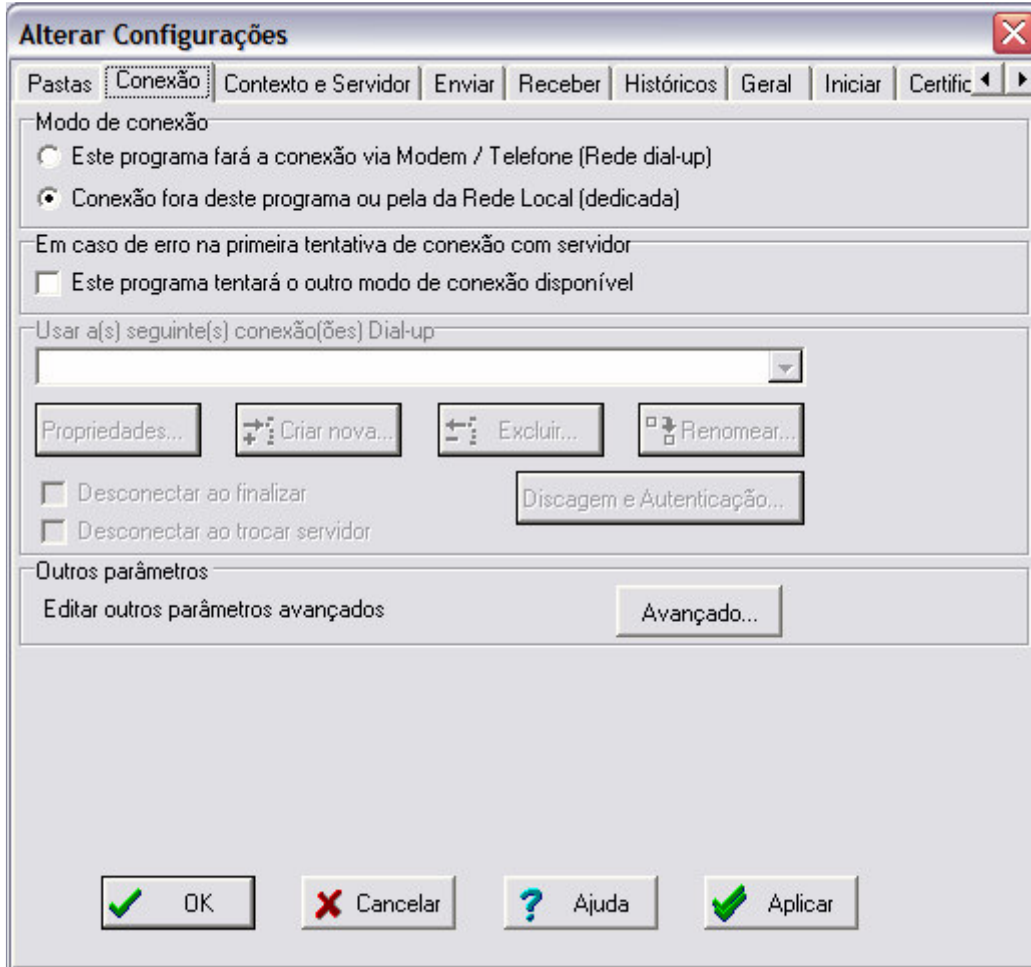 Alterar Configurações
Pastas Conexão Contexto e Servidor Enviar Receber Históricos Geral Iniciar Certific
Modo de conexão
Este programa fará a conexão via Modem / Telefone (Rede dial-up)
Conexão fora deste programa ou pela da Rede Local (dedicada)
Em caso de erro na primeira tentativa de conexão com servidor
Este programa tentará o outro modo de conexão disponível
Usar a(s) seguinte(s) conexão(ões) Dial-up
Propriedades... Criar nova... Excluir... Renomear...
Desconectar ao finalizar
Discagem e Autenticação...
Desconectar ao trocar servidor
Outros parâmetros
Editar outros parâmetros avançados Avançado...
OK Cancelar Ajuda Aplicar